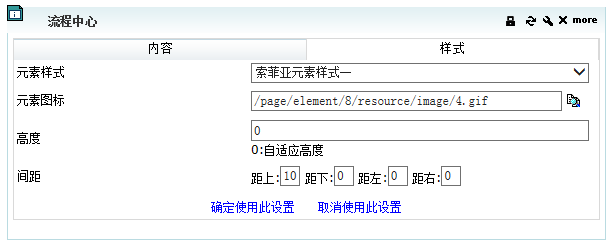 流程中心 more
内容 样式
元素样式 索菲亚元素样式一
元素图标 /page/element/8/resource/image/4.gif
高度 0
0:自适应高度
间距 距上:10 距下:0 距左:0 距右:0
确定使用此设置 取消使用此设置